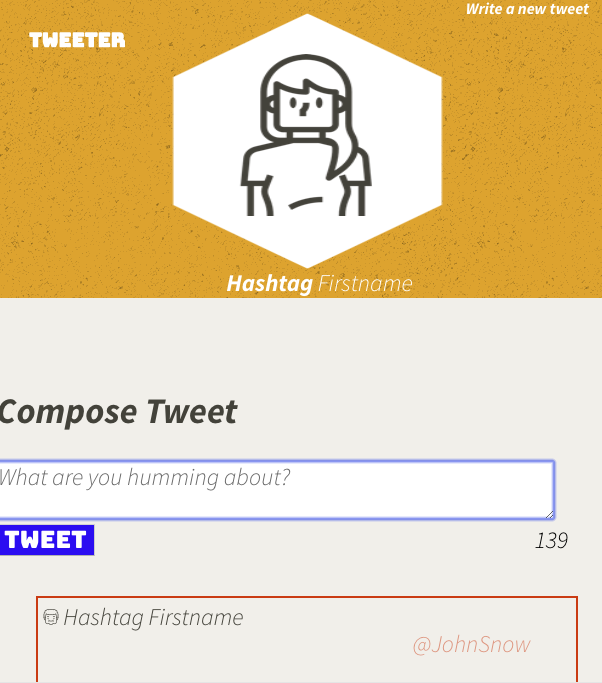 Write a new tweet
TWEETER
Hashtag Firstname
Compose Tweet
What are you humming about?
TWEET
139
Hashtag Firstname
@JohnSnow